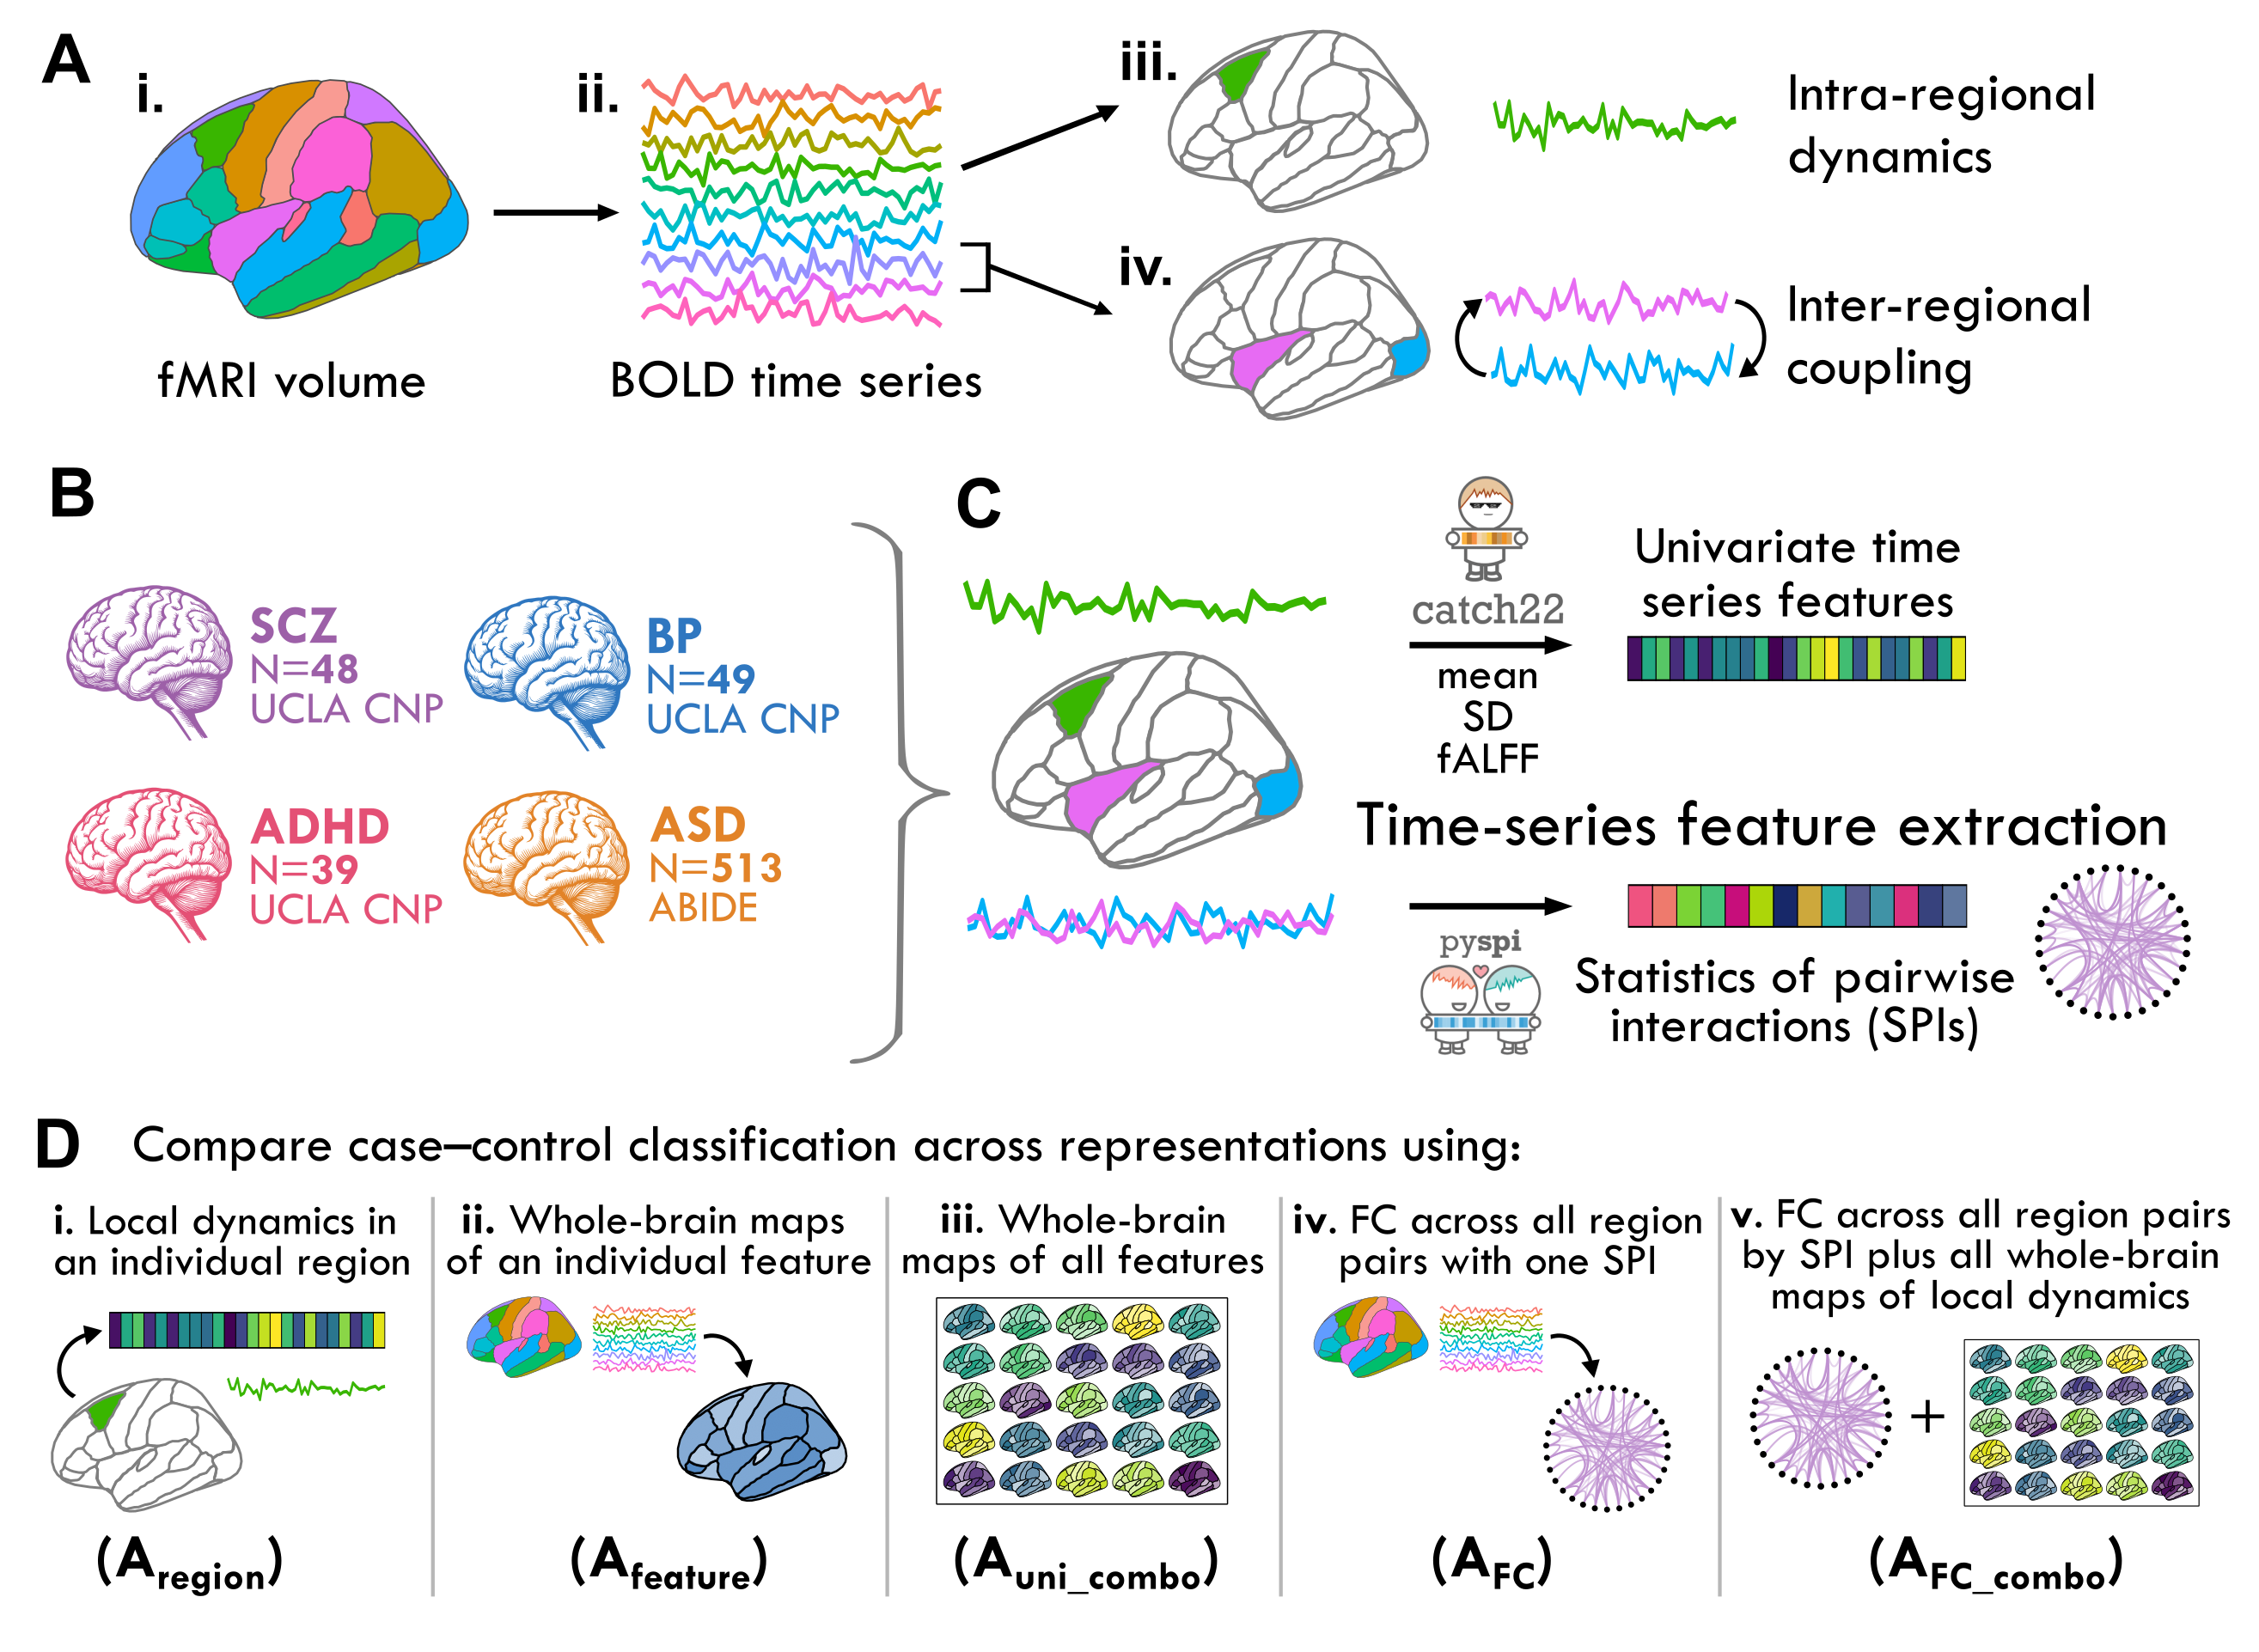 A
i.
ii.
iii.
Intra-regional
dynamics
iv.
Inter-regional
coupling
fMRI volume
BOLD time series
B
SCZ
N=48
UCLA CNP
BP
N=49
UCLA CNP
ADHD
N=39
UCLA CNP
ASD
N=513
ABIDE
C
catch22
mean
SD
fALFF
Univariate time
series features
Time-series feature extraction
pyspi
Statistics of pairwise
interactions (SPIs)
D Compare case–control classification across representations using:
i. Local dynamics in
an individual region
(Aregion)
ii. Whole-brain maps
of an individual feature
(Afeature)
iii. Whole-brain
maps of all features
(Auni_combo)
iv. FC across all region
pairs with one SPI
(AFC)
v. FC across all region pairs
by SPI plus all whole-brain
maps of local dynamics
+
(AFC_combo)